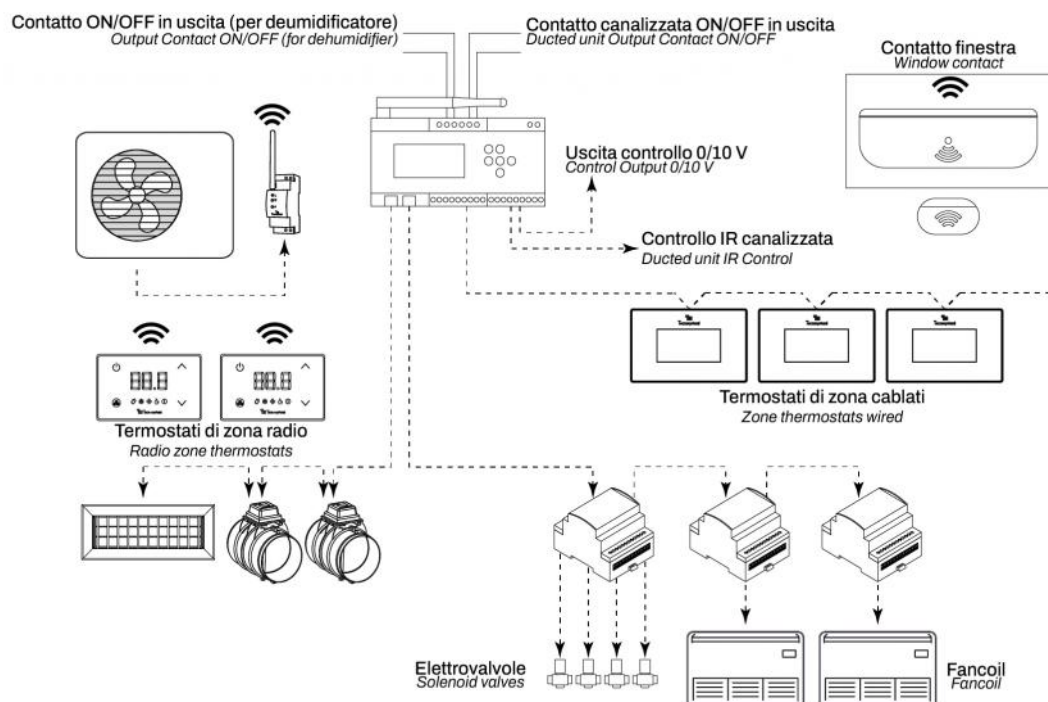 Contatto ON/OFF in uscita (per deumidificatore)
Output Contact ON/OFF (for dehumidifier)
Contatto canalizzata ON/OFF in uscita
Ducted unit Output Contact ON/OFF
Contatto finestra
Window contact
Uscita controllo 0/10 V
Control Output 0/10 V
Controllo IR canalizzata
Ducted unit IR Control
Termostati di zona cablati
Zone thermostats wired
Termostati di zona radio
Radio zone thermostats
Elettrovalvole
Solenoid valves
Fancoil
Fancoil